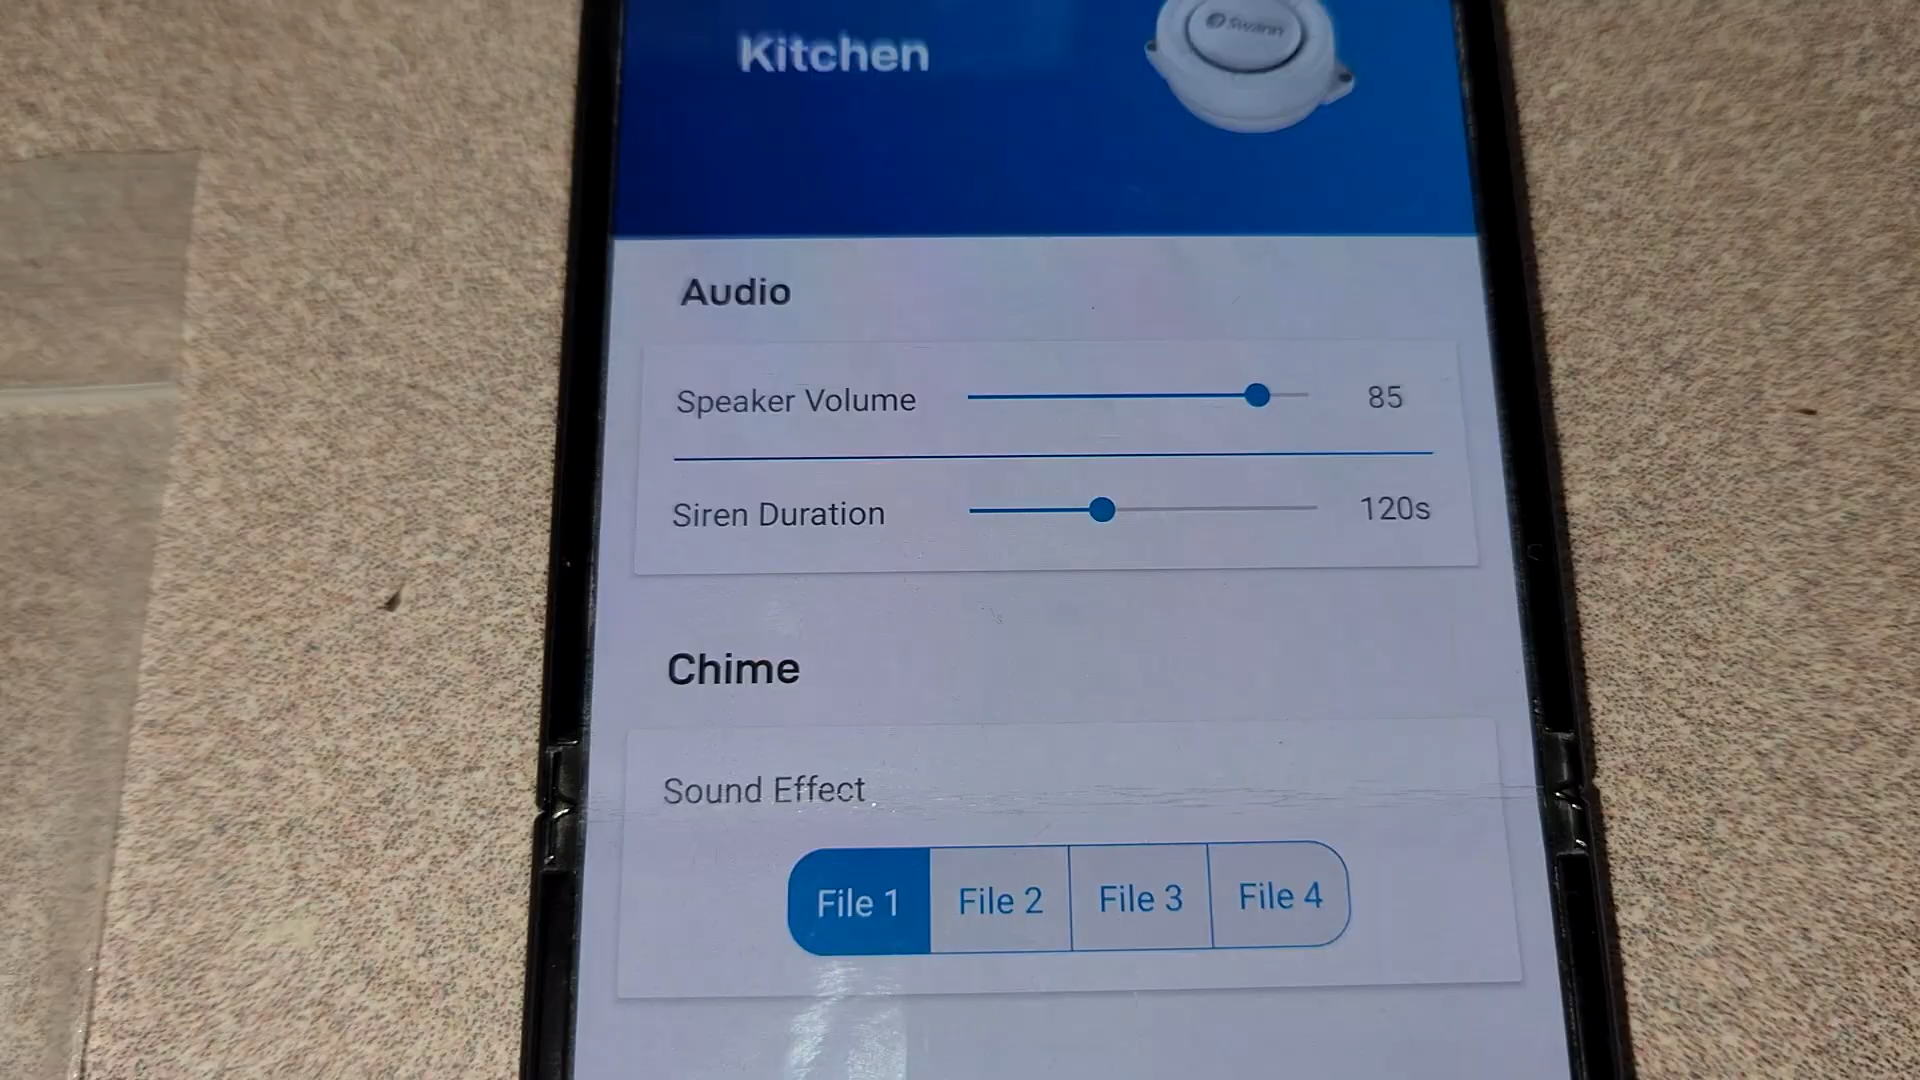 Swann
Kitchen
Audio
Speaker Volume 85
Siren Duration 120s
Chime
Sound Effect
File 1 File 2 File 3 File 4